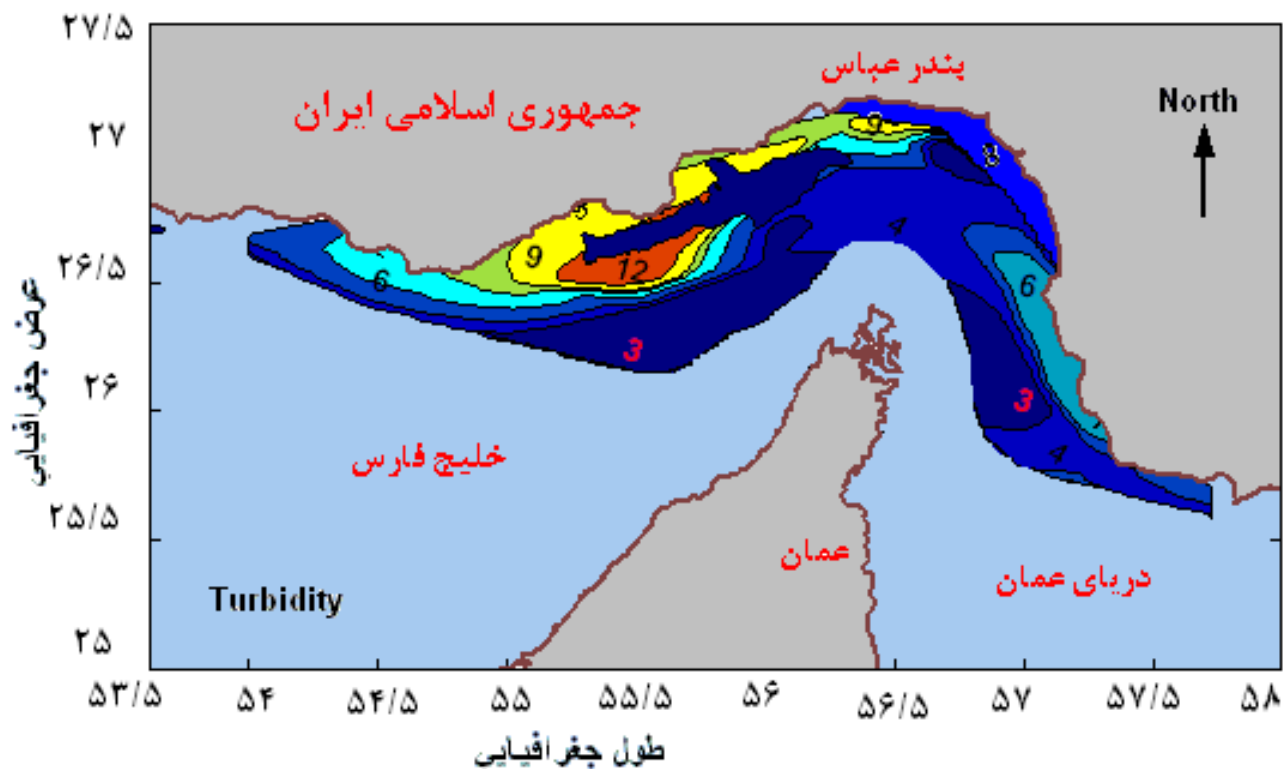 ۲۷/۵
بندر عباس
جمهوری اسلامی ایران
North
۲۷
9
8
9
12
4
۲۶/۵
6
6
3
3
۲۶
4
عرض جغرافیایی
خلیج فارس
۲۵/۵
عمان
دریای عمان
Turbidity
۲۵
۵۳/۵ ۵۴ ۵۴/۵ ۵۵ ۵۵/۵ ۵۶ ۵۶/۵ ۵۷ ۵۷/۵ ۵۸
طول جغرافیایی